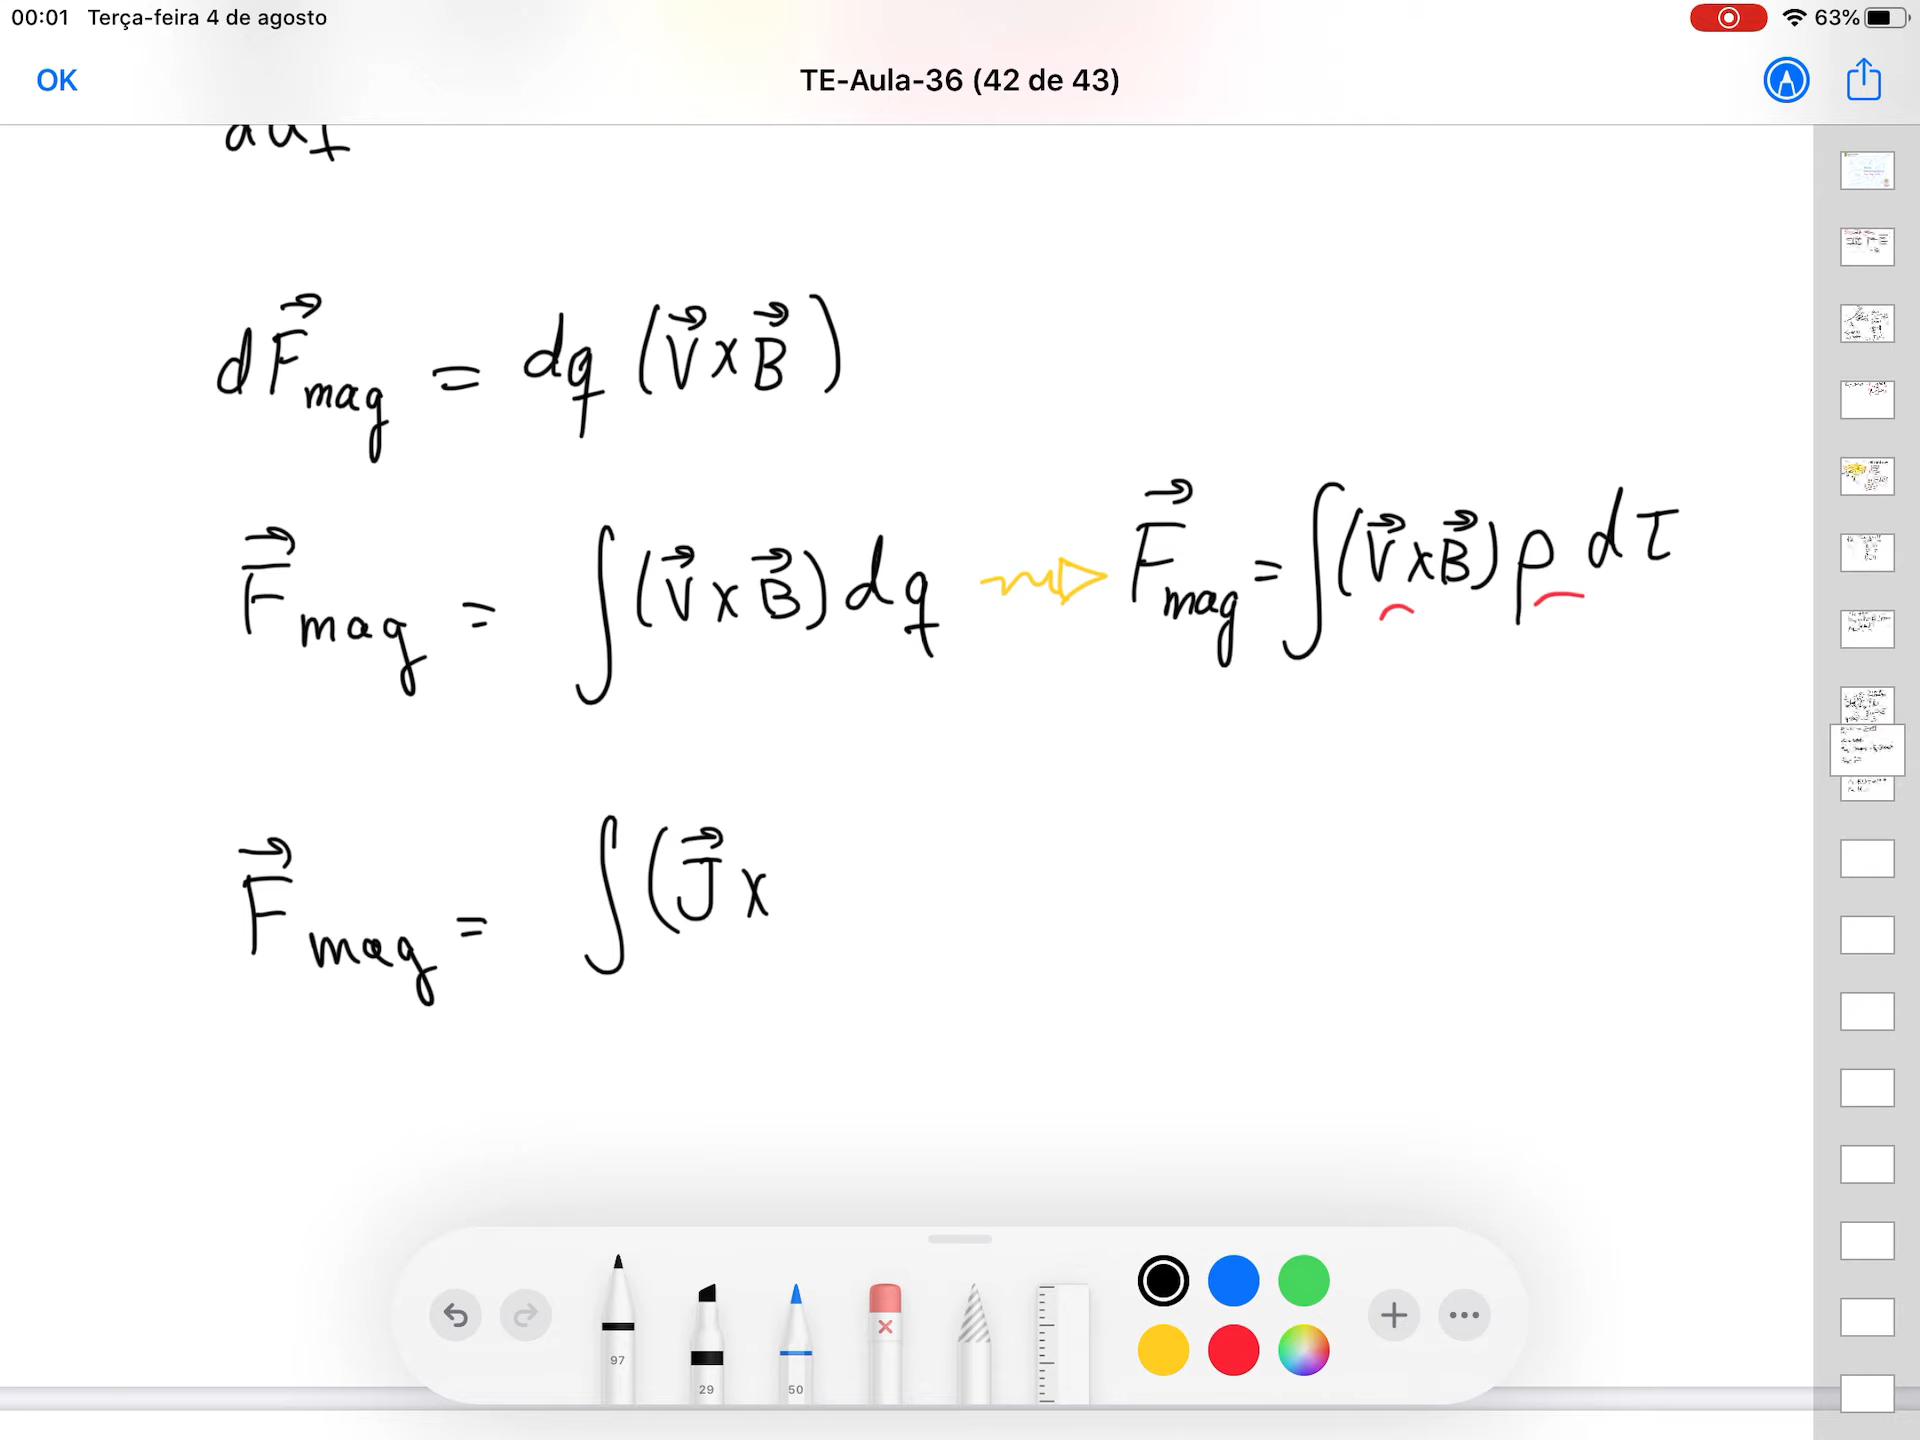 00:01 Terça-feira 4 de agosto 63%
OK TE-Aula-36 (42 de 43)
dF⃗mag = dq (V⃗ x B⃗)
F⃗mag = ∫(V⃗ x B⃗) dq F⃗mag = ∫(V⃗ x B⃗) ρ dτ
F⃗mag = ∫(J⃗ x
97
29
50